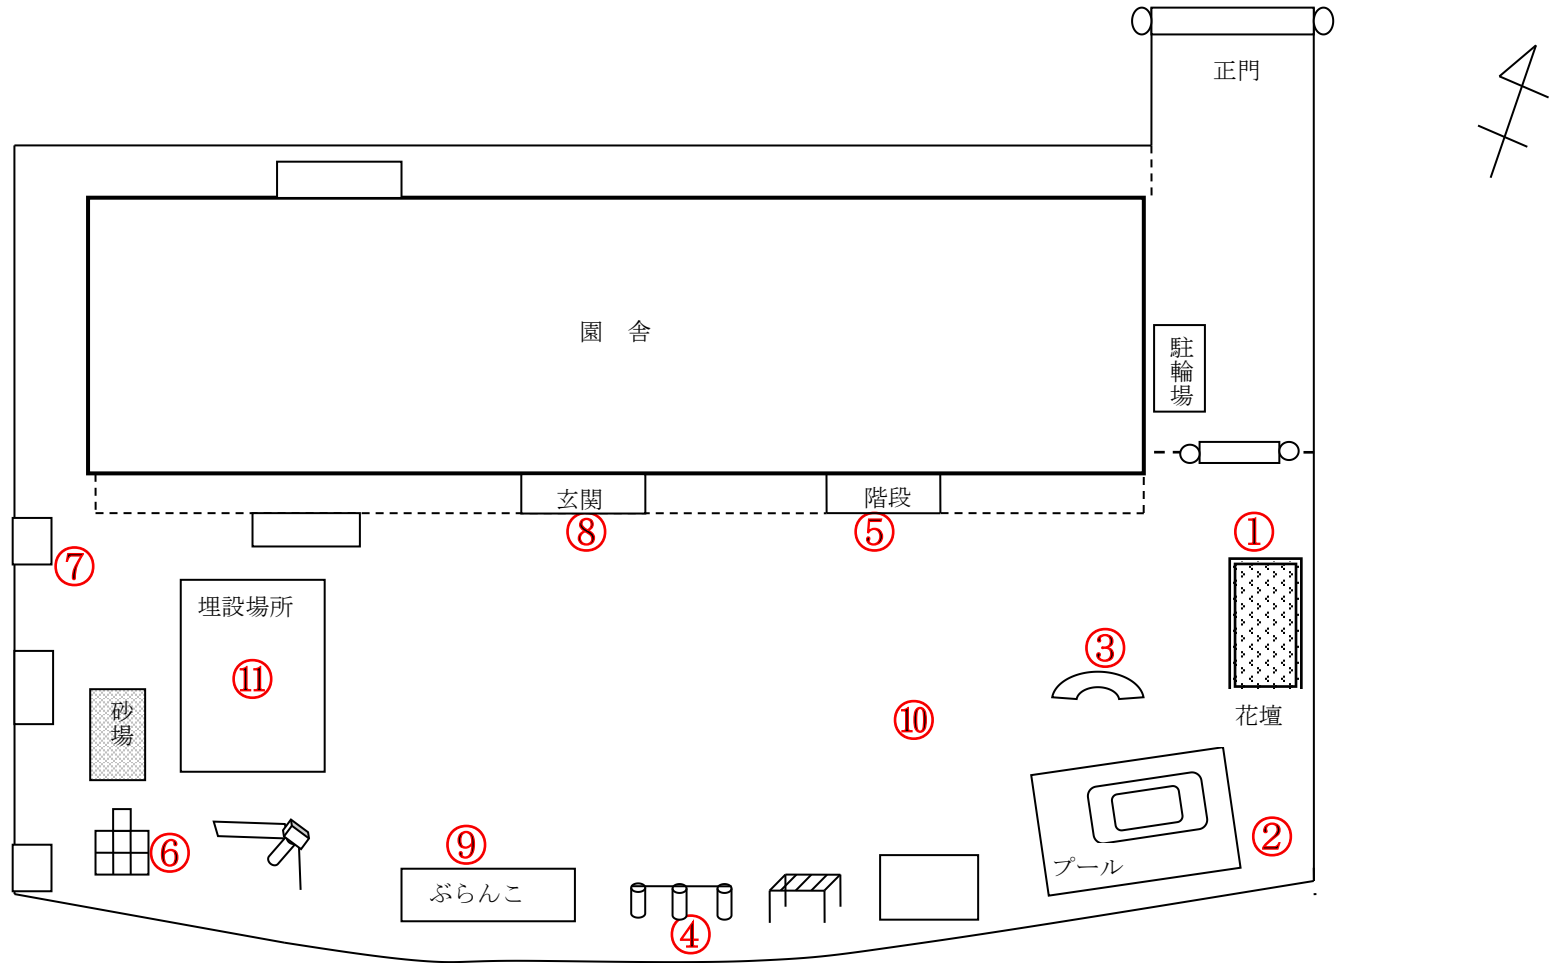 正門
園 舎
駐輪場
玄関
階段
⑧
⑤
①
⑦
埋設場所
③
⑪
砂場
⑩
花壇
⑥
⑨
②
プール
ぶらんこ
④